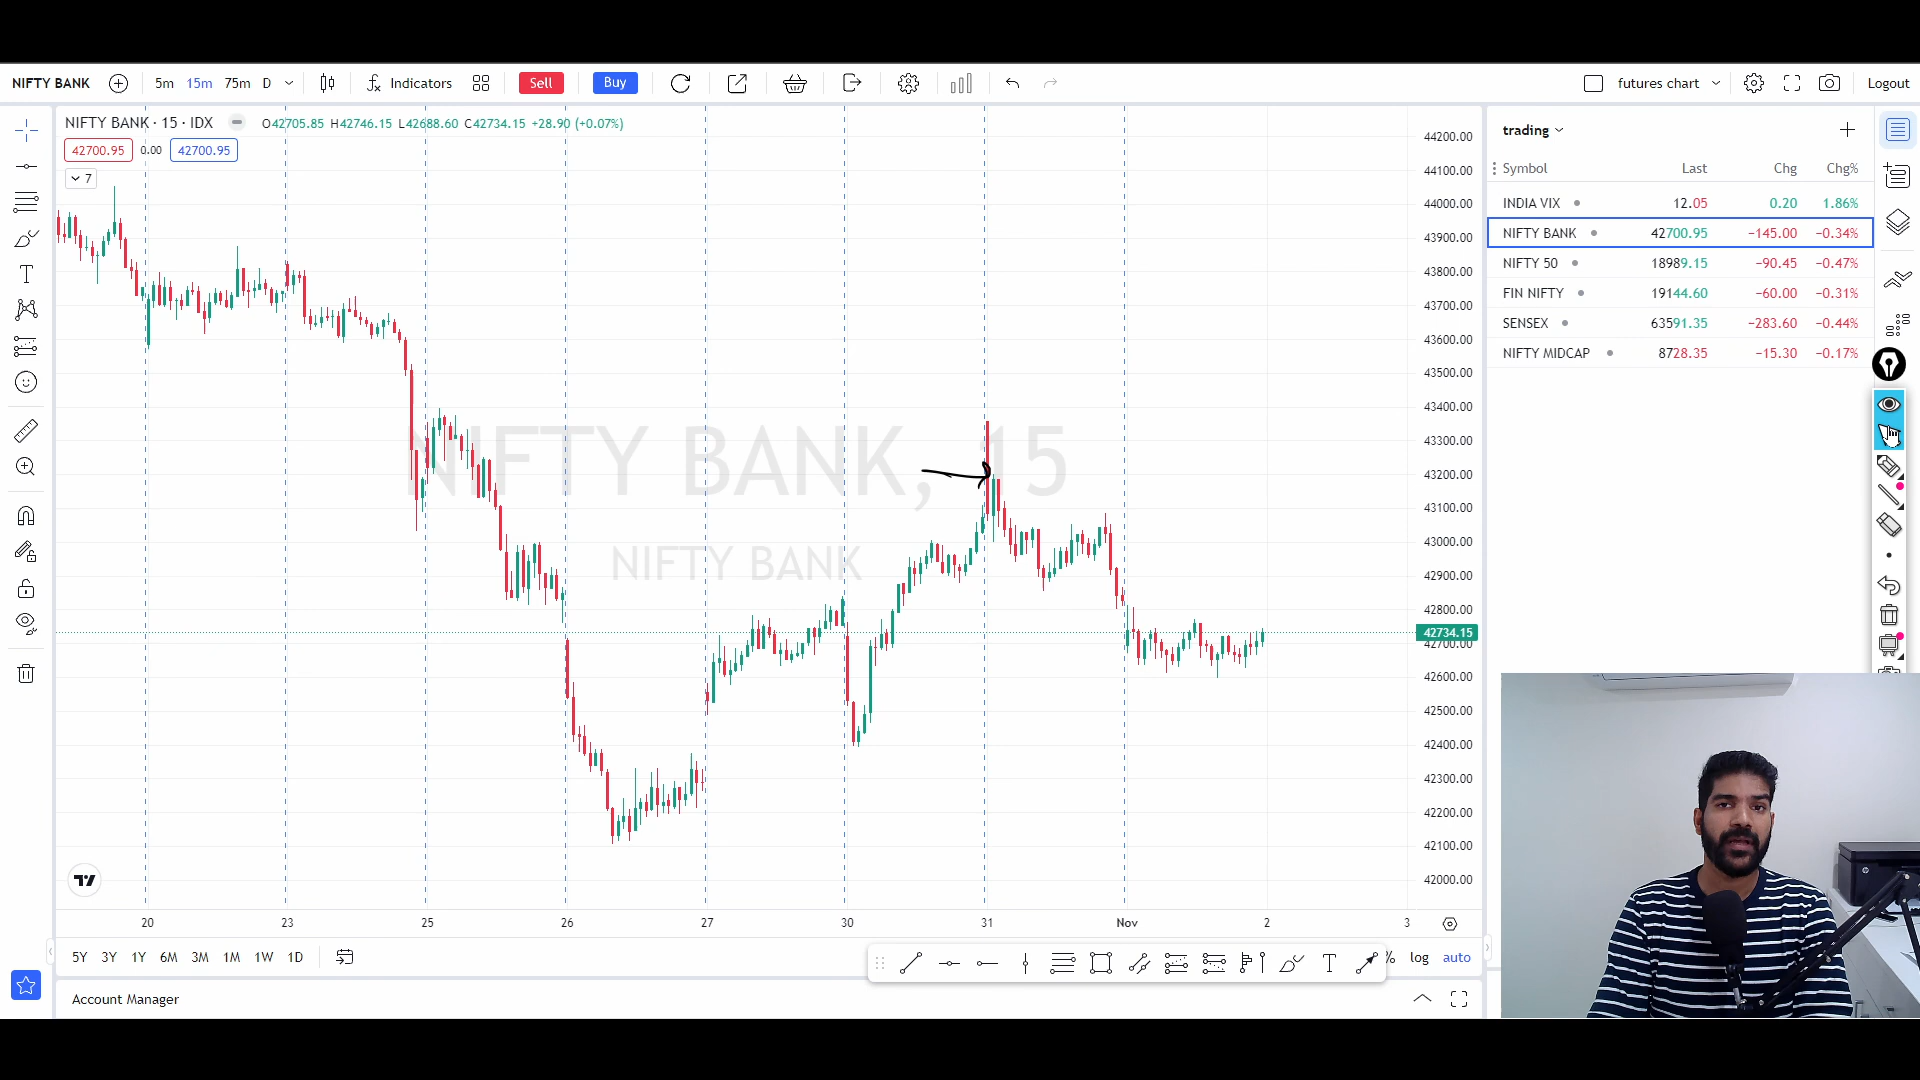 NIFTY BANK 5m 15m 75m D Indicators Sell Buy futures chart Logout
NIFTY BANK · 15 · IDX O42705.85 H42746.15 L42688.60 C42734.15 +28.90 (+0.07%)
42700.95 0.00 42700.95
7
NIFTY BANK, 15
NIFTY BANK
44200.00
44100.00
44000.00
43900.00
43800.00
43700.00
43600.00
43500.00
43400.00
43300.00
43200.00
43100.00
43000.00
42900.00
42800.00
42734.15
42700.00
42600.00
42500.00
42400.00
42300.00
42200.00
42100.00
42000.00
20 23 25 26 27 30 31 Nov 2 3
5Y 3Y 1Y 6M 3M 1M 1W 1D % log auto
Account Manager
trading
Symbol Last Chg Chg%
INDIA VIX 12.05 0.20 1.86%
NIFTY BANK 42700.95 −145.00 −0.34%
NIFTY 50 18989.15 −90.45 −0.47%
FIN NIFTY 19144.60 −60.00 −0.31%
SENSEX 63591.35 −283.60 −0.44%
NIFTY MIDCAP 8728.35 −15.30 −0.17%